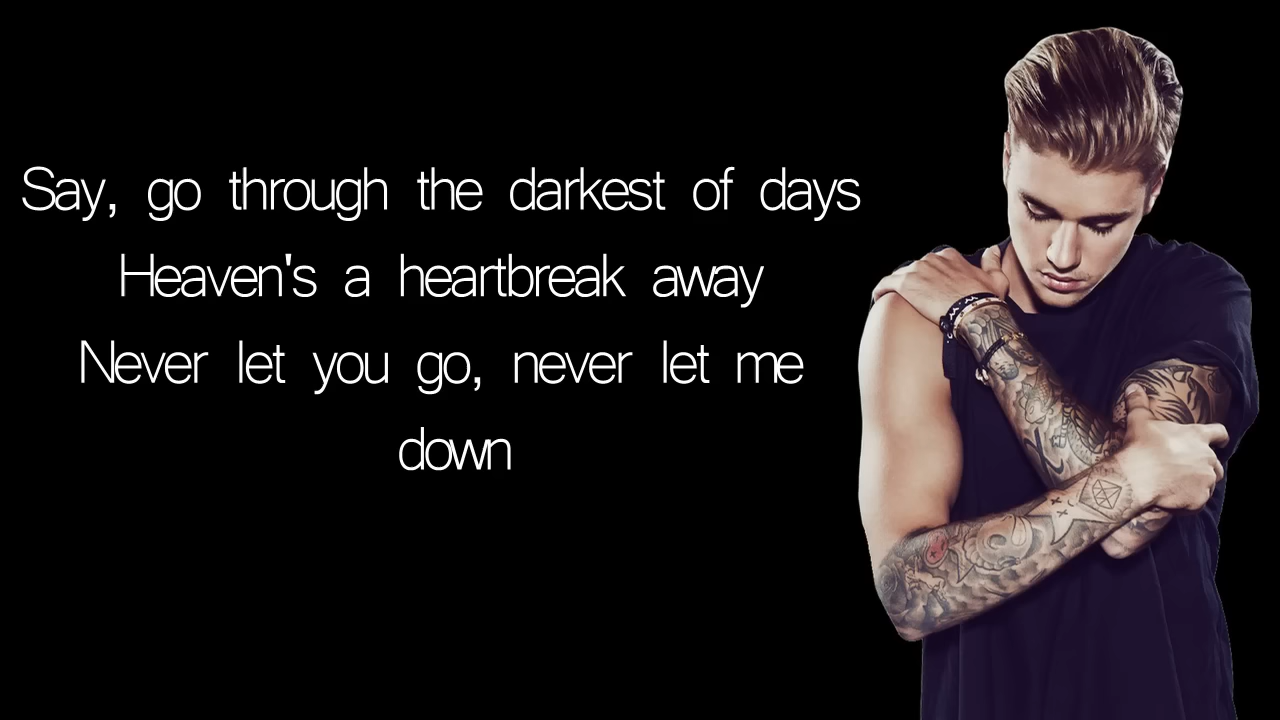 Say, go through the darkest of days
Heaven's a heartbreak away
Never let you go, never let me
down